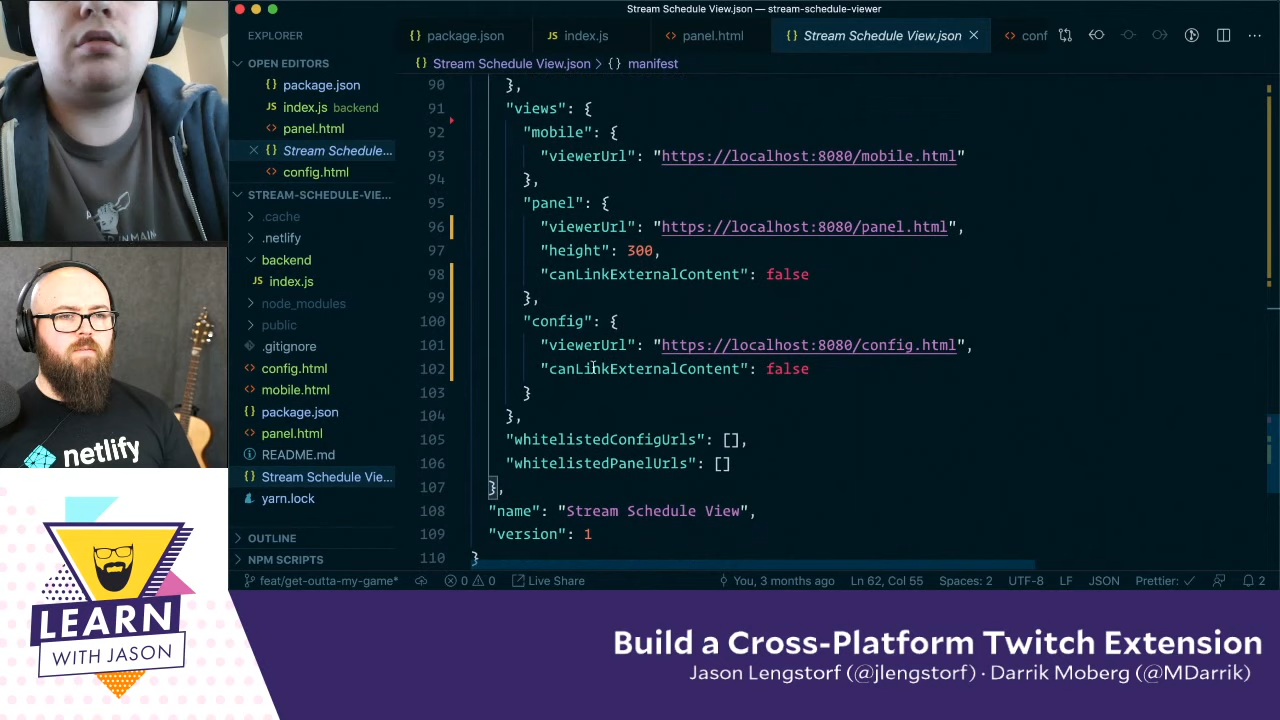 Stream Schedule View.json — stream-schedule-viewer
EXPLORER
{} package.json
JS index.js
<> panel.html
{} Stream Schedule View.json ×
<> conf
OPEN EDITORS
{} package.json
JS index.js backend
<> panel.html
× {} Stream Schedule...
<> config.html
STREAM-SCHEDULE-VIE...
.cache
.netlify
backend
JS index.js
node_modules
public
.gitignore
<> config.html
<> mobile.html
{} package.json
<> panel.html
README.md
{} Stream Schedule Vie...
yarn.lock
OUTLINE
NPM SCRIPTS
Stream Schedule View.json > {} manifest
90 },
91 "views": {
92 "mobile": {
93 "viewerUrl": "https://localhost:8080/mobile.html"
94 },
95 "panel": {
96 "viewerUrl": "https://localhost:8080/panel.html",
97 "height": 300,
98 "canLinkExternalContent": false
99 },
100 "config": {
101 "viewerUrl": "https://localhost:8080/config.html",
102 "canLinkExternalContent": false
103 }
104 },
105 "whitelistedConfigUrls": [],
106 "whitelistedPanelUrls": []
107 },
108 "name": "Stream Schedule View",
109 "version": 1
110 }
feat/get-outta-my-game* 0 0 Live Share You, 3 months ago Ln 62, Col 55 Spaces: 2 UTF-8 LF JSON Prettier: ✓ 2
netlify
LEARN
WITH JASON
Build a Cross-Platform Twitch Extension
Jason Lengstorf (@jlengstorf) · Darrik Moberg (@MDarrik)